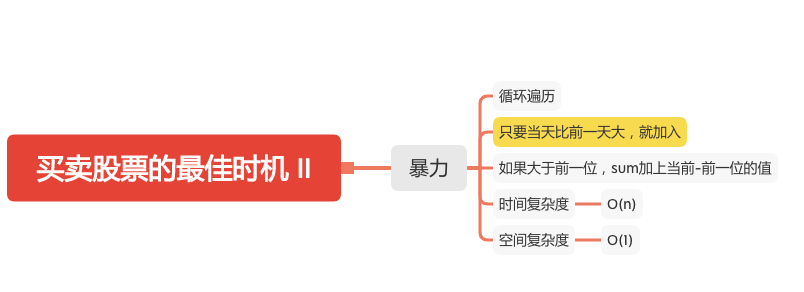 买卖股票的最佳时机 II
暴力
循环遍历
只要当天比前一天大，就加入
如果大于前一位，sum加上当前-前一位的值
时间复杂度
O(n)
空间复杂度
O(1)